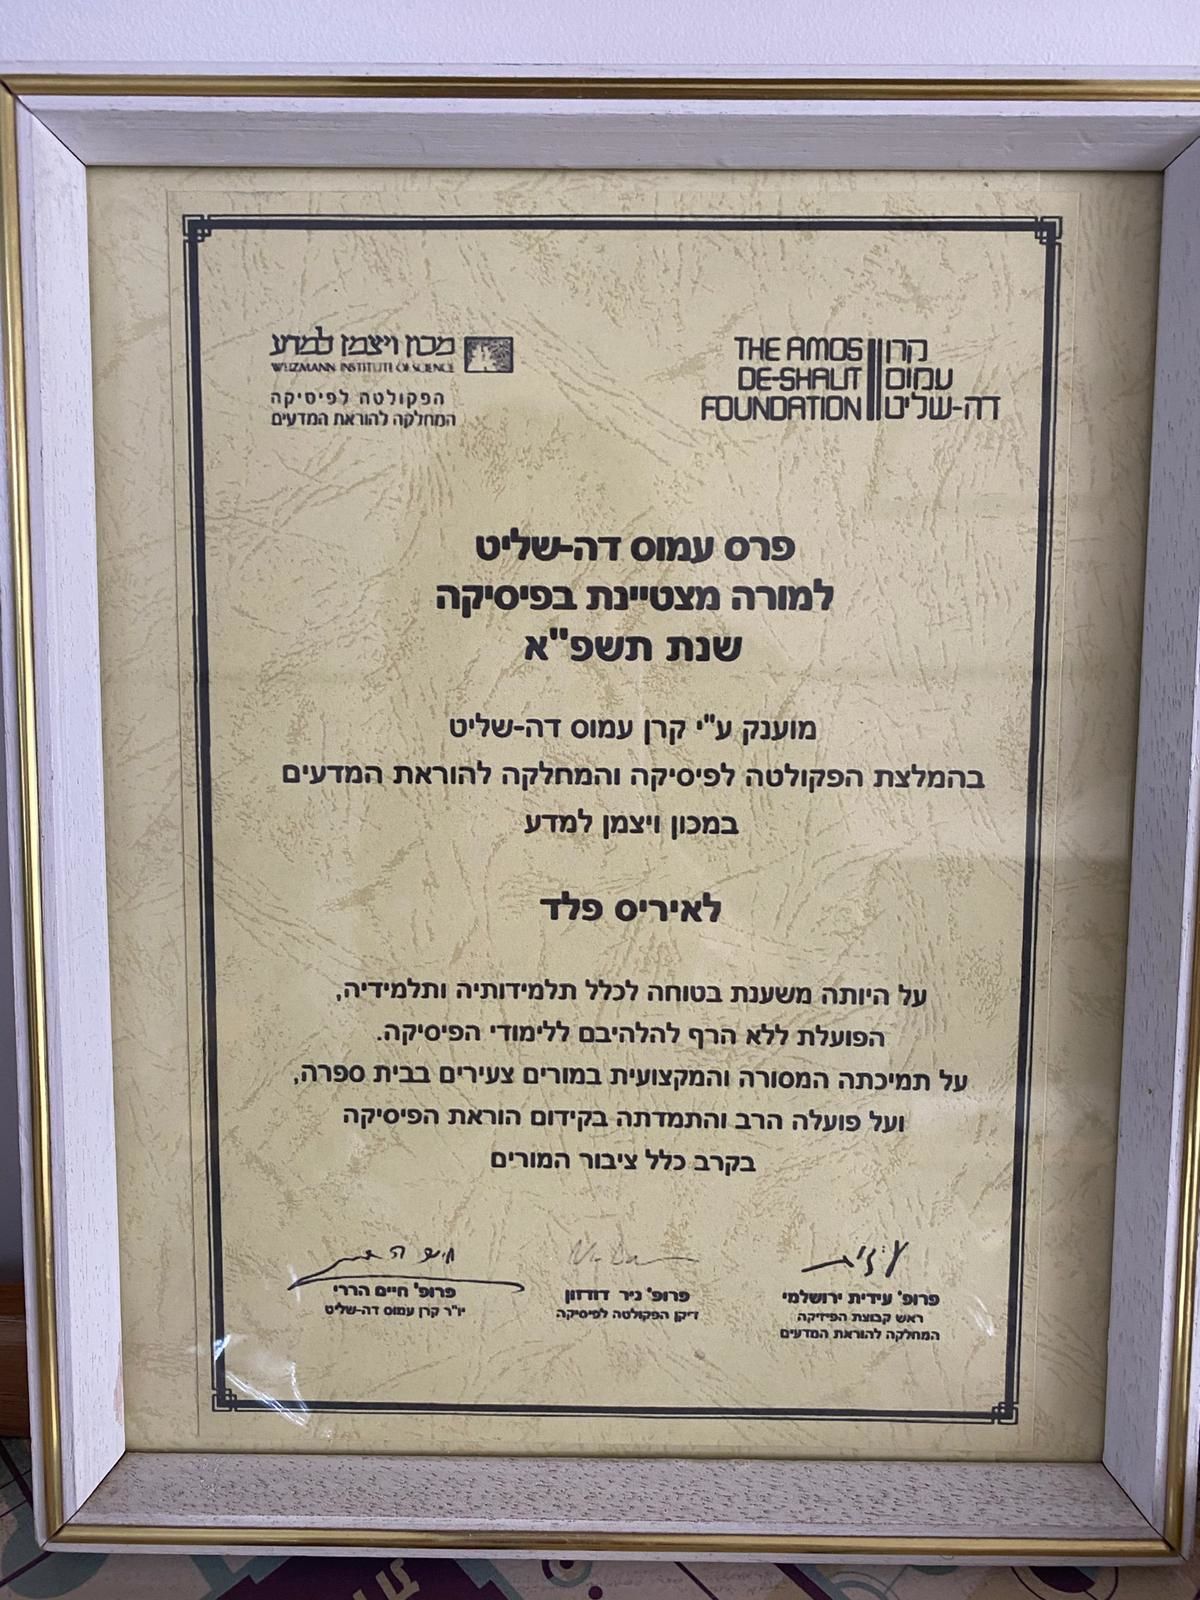 קרן
עמוס
דה-שליט
THE AMOS
DE-SHALIT
FOUNDATION
מכון ויצמן למדע
WEIZMANN INSTITUTE OF SCIENCE
הפקולטה לפיסיקה
המחלקה להוראת המדעים
פרס עמוס דה-שליט
למורה מצטיינת בפיסיקה
שנת תשפ"א
מוענק ע"י קרן עמוס דה-שליט
בהמלצת הפקולטה לפיסיקה והמחלקה להוראת המדעים
במכון ויצמן למדע
לאיריס פלד
על היותה משענת בטוחה לכלל תלמידותיה ותלמידיה,
הפועלת ללא הרף להלהיבם ללימודי הפיסיקה.
על תמיכתה המסורה והמקצועית במורים צעירים בבית ספרה,
ועל פועלה הרב והתמדתה בקידום הוראת הפיסיקה
בקרב כלל ציבור המורים
פרופ' עידית ירושלמי
ראש קבוצת הפיזיקה
המחלקה להוראת המדעים
פרופ' ניר דודזון
דיקן הפקולטה לפיסיקה
פרופ' חיים הררי
יו"ר קרן עמוס דה-שליט